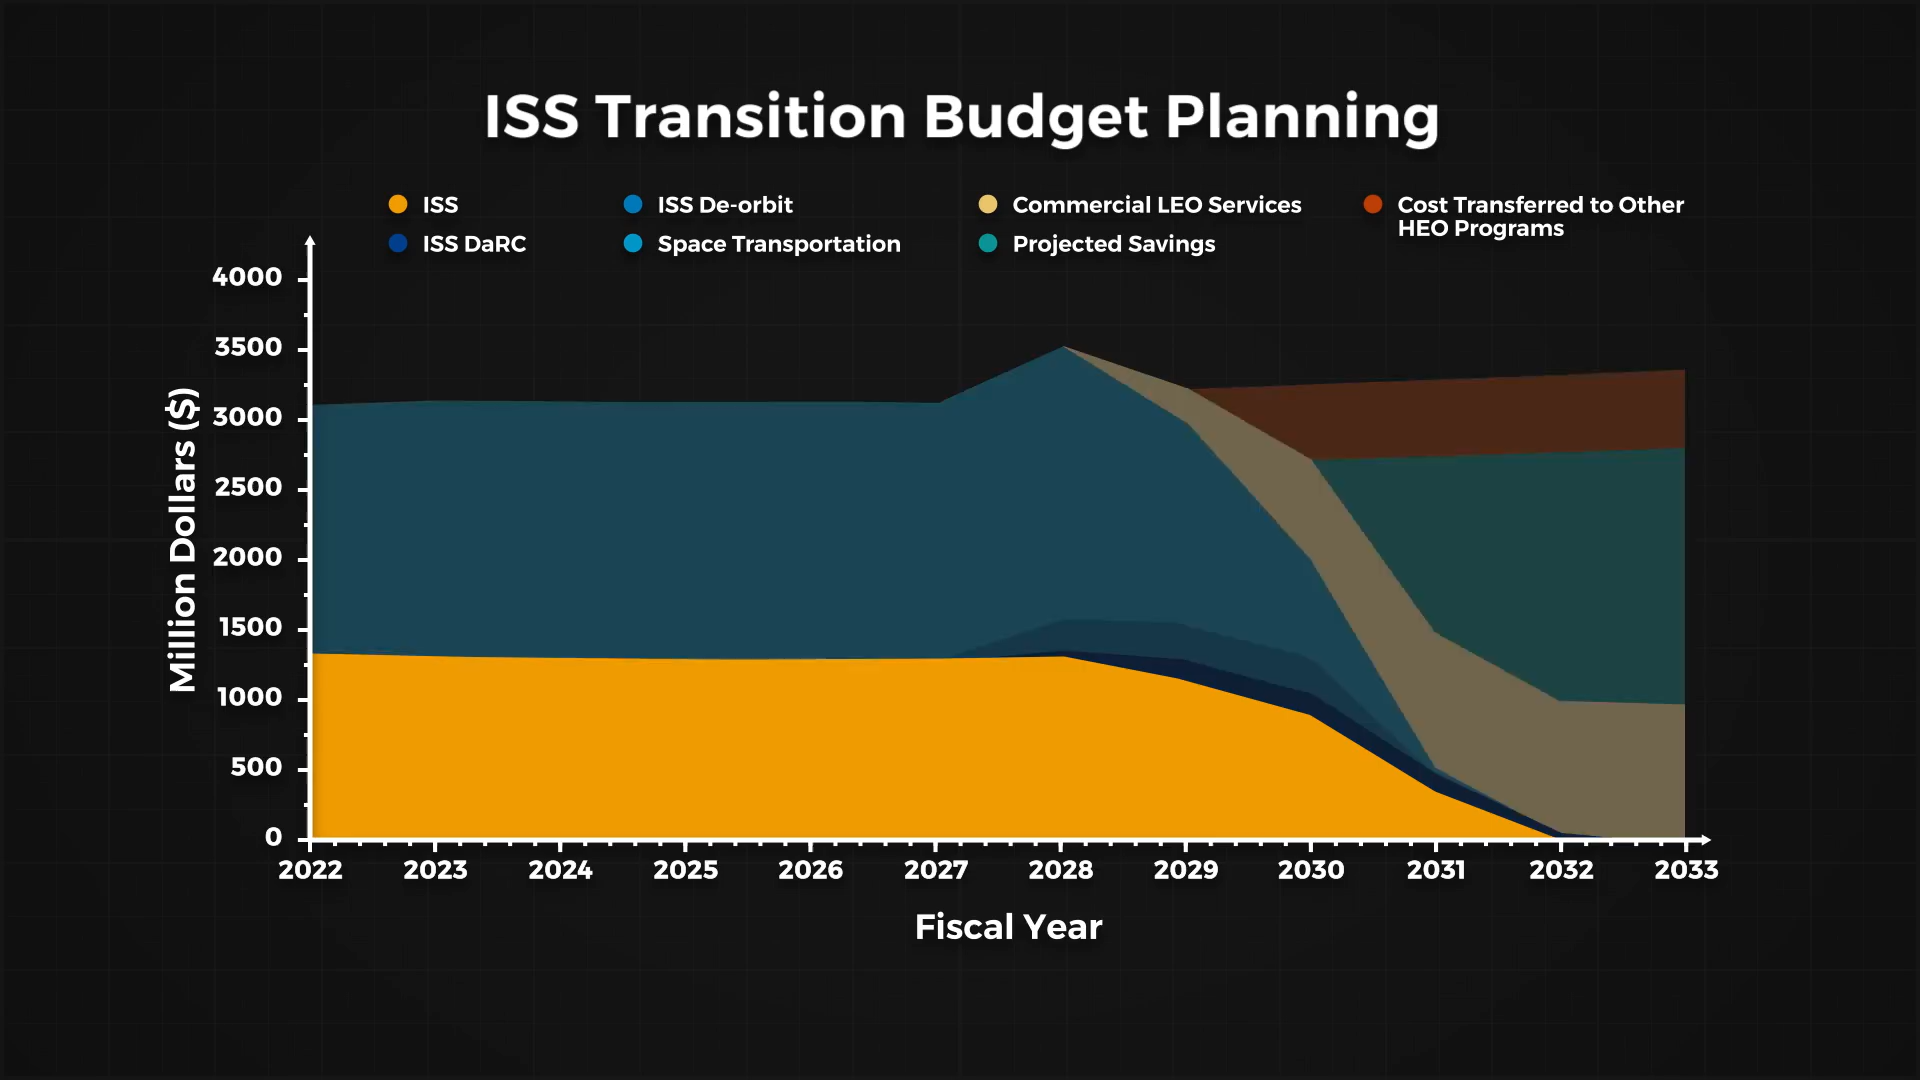 ISS Transition Budget Planning
ISS
ISS De-orbit
Commercial LEO Services
Cost Transferred to Other
HEO Programs
ISS DaRC
Space Transportation
Projected Savings
Million Dollars ($)
4000
3500
3000
2500
2000
1500
1000
500
0
2022 2023 2024 2025 2026 2027 2028 2029 2030 2031 2032 2033
Fiscal Year